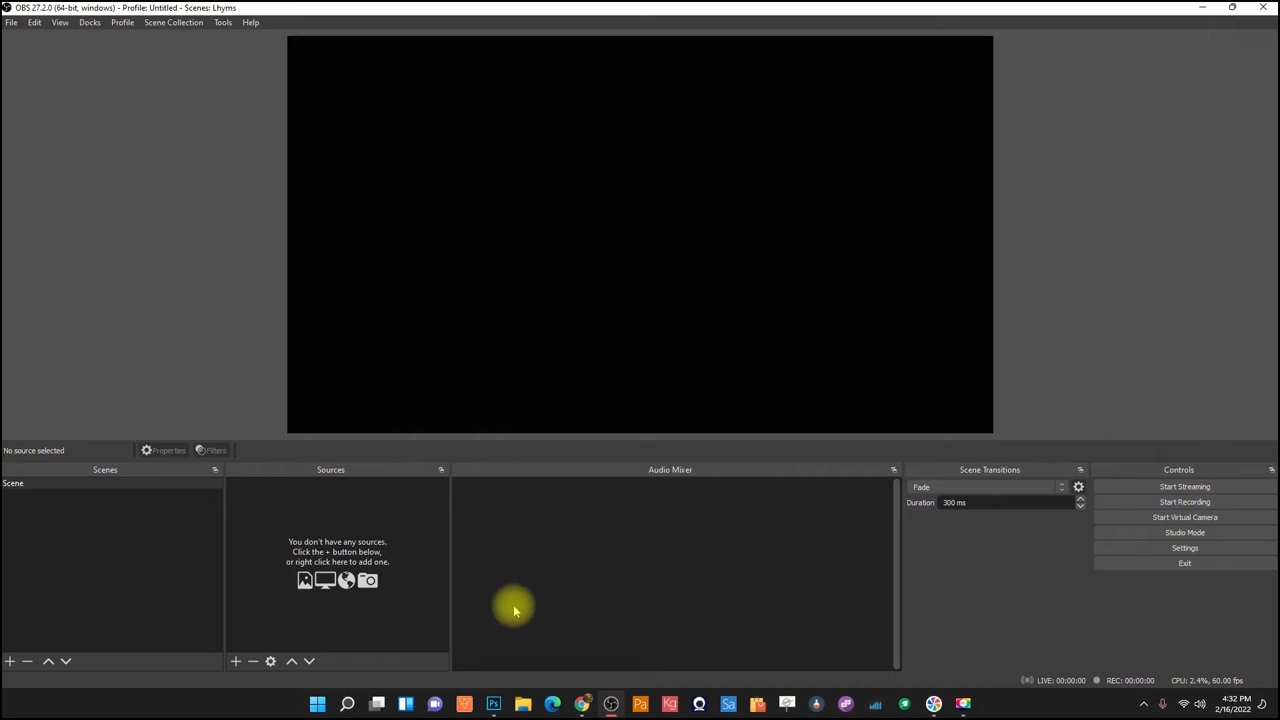 OBS 27.2.0 (64-bit, windows) - Profile: Untitled - Scenes: Lhyms
File Edit View Docks Profile Scene Collection Tools Help
No source selected Properties Filters
Scenes Sources Audio Mixer Scene Transitions Controls
Scene
You don't have any sources.
Click the + button below,
or right click here to add one.
Fade
Duration 300 ms
Start Streaming
Start Recording
Start Virtual Camera
Studio Mode
Settings
Exit
LIVE: 00:00:00 REC: 00:00:00 CPU: 2.4%, 60.00 fps
Ps Pa Kg Sa
4:32 PM
2/16/2022